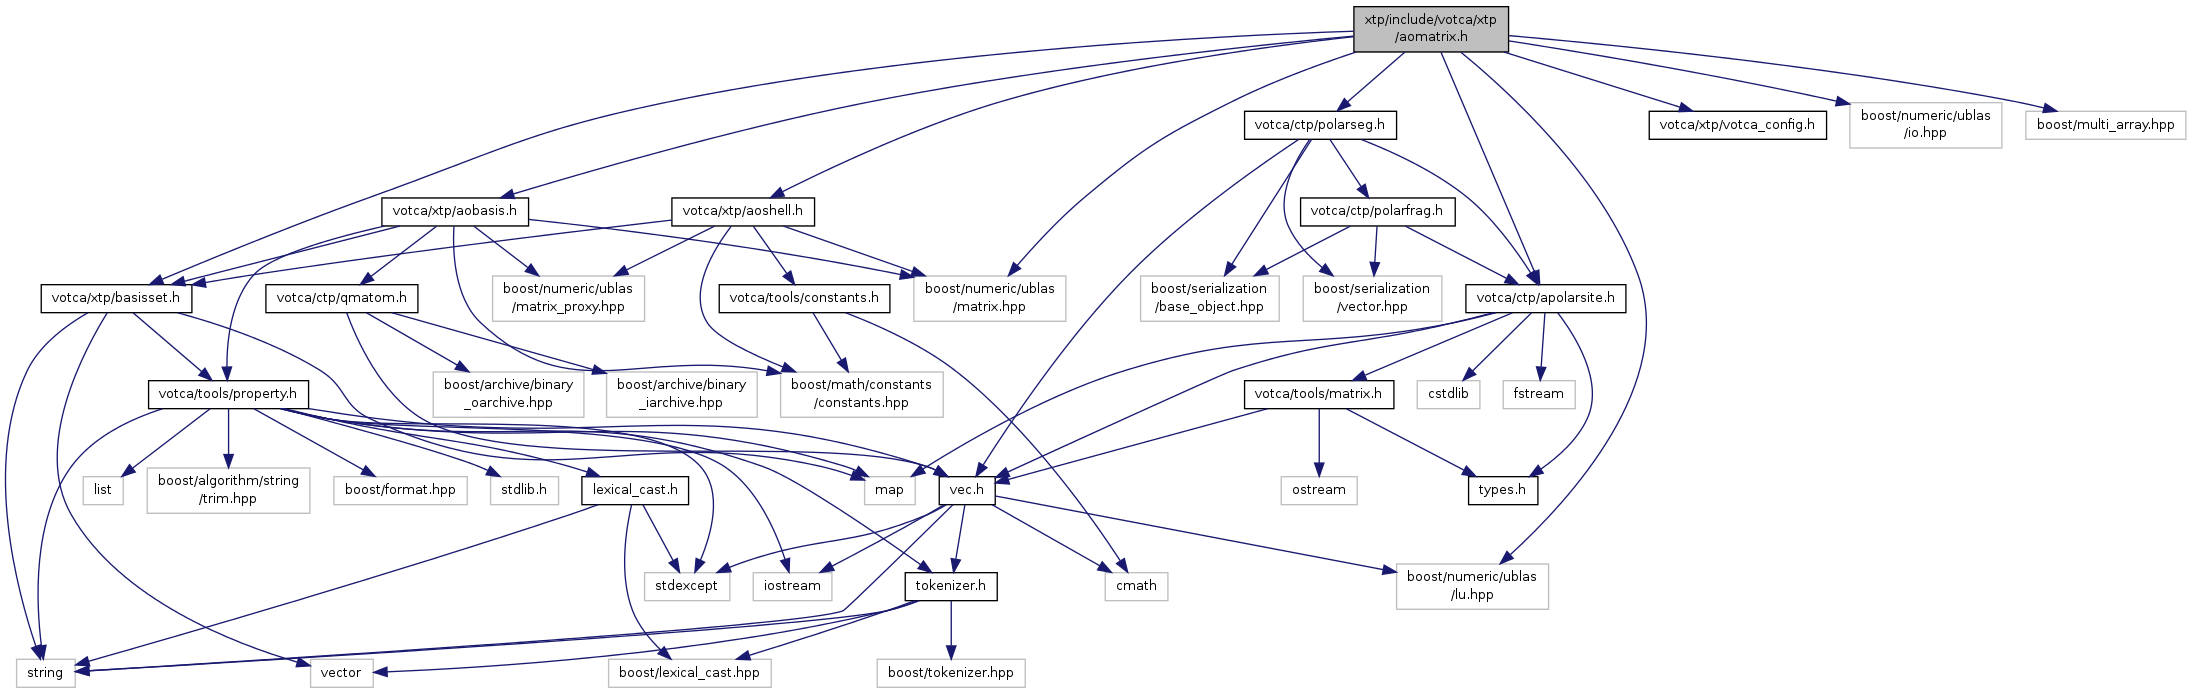 xtp/include/votca/xtp
/aomatrix.h
votca/ctp/polarseg.h
votca/xtp/votca_config.h
boost/numeric/ublas
/io.hpp
boost/multi_array.hpp
votca/xtp/aobasis.h
votca/xtp/aoshell.h
votca/ctp/polarfrag.h
votca/xtp/basisset.h
votca/ctp/qmatom.h
boost/numeric/ublas
/matrix_proxy.hpp
votca/tools/constants.h
boost/numeric/ublas
/matrix.hpp
boost/serialization
/base_object.hpp
boost/serialization
/vector.hpp
votca/ctp/apolarsite.h
votca/tools/property.h
boost/archive/binary
_oarchive.hpp
boost/archive/binary
_iarchive.hpp
boost/math/constants
/constants.hpp
votca/tools/matrix.h
cstdlib
fstream
list
boost/algorithm/string
/trim.hpp
boost/format.hpp
stdlib.h
lexical_cast.h
map
vec.h
ostream
types.h
stdexcept
iostream
tokenizer.h
cmath
boost/numeric/ublas
/lu.hpp
string
vector
boost/lexical_cast.hpp
boost/tokenizer.hpp